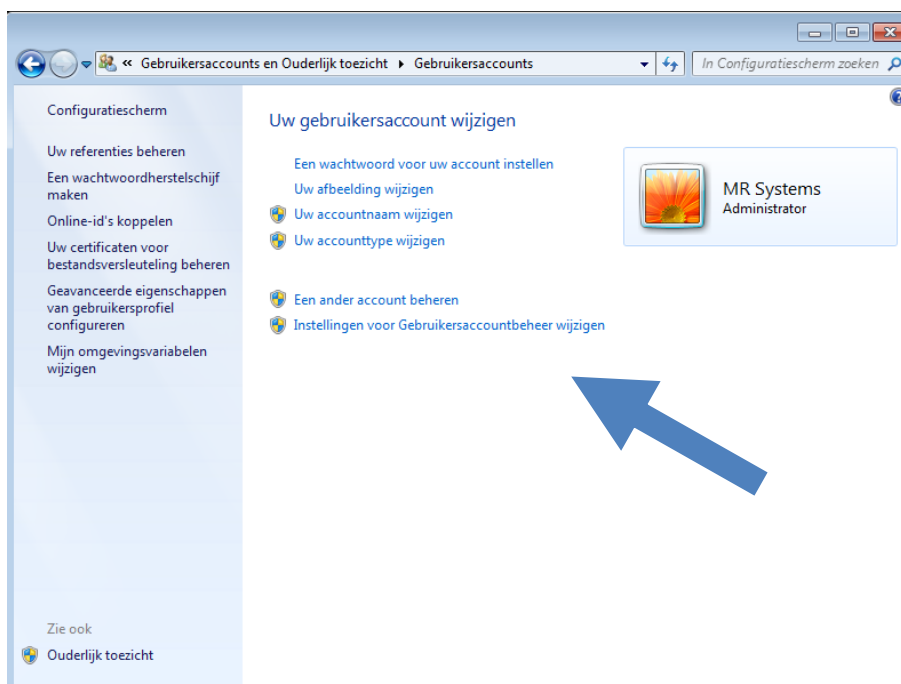 « Gebruikersaccounts en Ouderlijk toezicht ▸ Gebruikersaccounts
In Configuratiescherm zoeken
Configuratiescherm
Uw referenties beheren
Een wachtwoordherstelschijf
maken
Online-id's koppelen
Uw certificaten voor
bestandsversleuteling beheren
Geavanceerde eigenschappen
van gebruikersprofiel
configureren
Mijn omgevingsvariabelen
wijzigen
Zie ook
Ouderlijk toezicht
Uw gebruikersaccount wijzigen
Een wachtwoord voor uw account instellen
Uw afbeelding wijzigen
Uw accountnaam wijzigen
Uw accounttype wijzigen
Een ander account beheren
Instellingen voor Gebruikersaccountbeheer wijzigen
MR Systems
Administrator